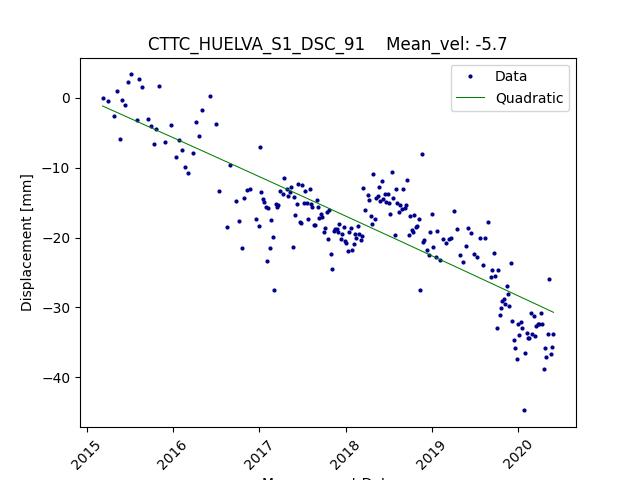 CTTC_HUELVA_S1_DSC_91    Mean_vel: -5.7
Data
Quadratic
Displacement [mm]
0
−10
−20
−30
−40
2015
2016
2017
2018
2019
2020